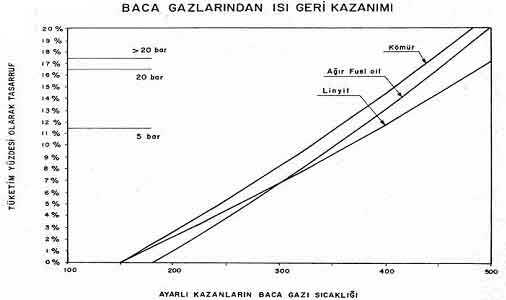 BACA GAZLARINDAN ISI GERİ KAZANIMI
TÜKETİM YÜZDESİ OLARAK TASARRUF
20 %
19 %
18 %
17 %
16 %
15 %
14 %
13 %
12 %
11 %
10 %
9 %
8 %
7 %
6 %
5 %
4 %
3 %
2 %
1 %
0 %
> 20 bar
20 bar
5 bar
Kömür
Ağır Fuel oil
Linyit
100
200
300
400
500
AYARLI KAZANLARIN BACA GAZI SICAKLIĞI